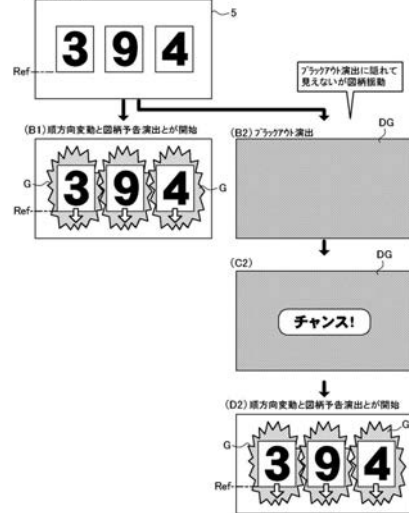 5
3 9 4
Ref
ブラックアウト演出に隠れて
見えないが図柄揺動
(B1) 順方向変動と図柄予告演出とが開始
G
3 9 4
G
Ref
(B2) ブラックアウト演出
DG
(C2)
DG
チャンス!
(D2) 順方向変動と図柄予告演出とが開始
G
G
3 9 4
Ref